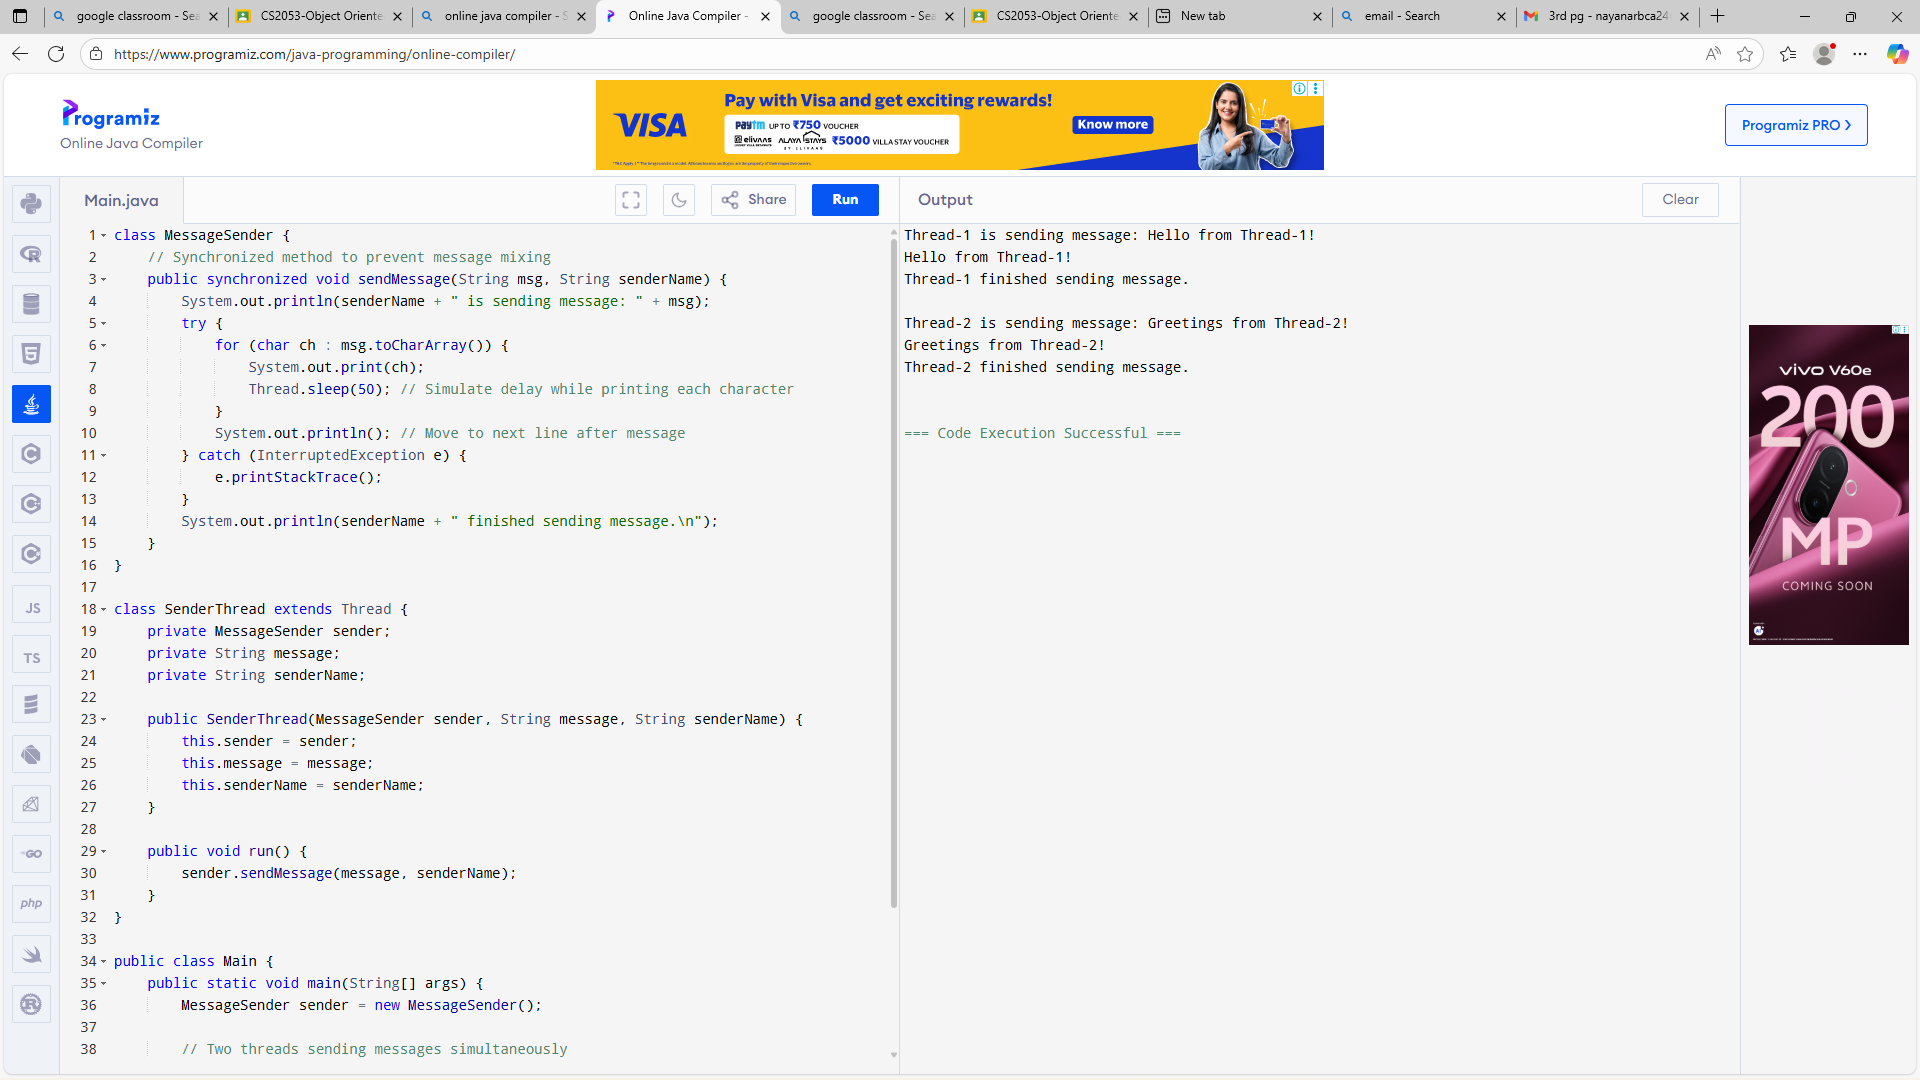 google classroom - Sea
CS2053-Object Oriente
online java compiler - S
Online Java Compiler -
google classroom - Sea
CS2053-Object Oriente
New tab
email - Search
3rd pg - nayanarbca24
https://www.programiz.com/java-programming/online-compiler/
Programiz
Online Java Compiler
VISA
Pay with Visa and get exciting rewards!
paytm UP TO ₹750 VOUCHER
elivaas ALAYA STAYS BY ELIVAAS ₹5000 VILLA STAY VOUCHER
Know more
Programiz PRO ›
Main.java
Share
Run
Output
Clear
1 class MessageSender {
2     // Synchronized method to prevent message mixing
3     public synchronized void sendMessage(String msg, String senderName) {
4         System.out.println(senderName + " is sending message: " + msg);
5         try {
6             for (char ch : msg.toCharArray()) {
7                 System.out.print(ch);
8                 Thread.sleep(50); // Simulate delay while printing each character
9             }
10             System.out.println(); // Move to next line after message
11         } catch (InterruptedException e) {
12             e.printStackTrace();
13         }
14         System.out.println(senderName + " finished sending message.\n");
15     }
16 }
17
18 class SenderThread extends Thread {
19     private MessageSender sender;
20     private String message;
21     private String senderName;
22
23     public SenderThread(MessageSender sender, String message, String senderName) {
24         this.sender = sender;
25         this.message = message;
26         this.senderName = senderName;
27     }
28
29     public void run() {
30         sender.sendMessage(message, senderName);
31     }
32 }
33
34 public class Main {
35     public static void main(String[] args) {
36         MessageSender sender = new MessageSender();
37
38         // Two threads sending messages simultaneously
Thread-1 is sending message: Hello from Thread-1!
Hello from Thread-1!
Thread-1 finished sending message.
Thread-2 is sending message: Greetings from Thread-2!
Greetings from Thread-2!
Thread-2 finished sending message.
=== Code Execution Successful ===
JS
TS
GO
php
vivo V60e
200
MP
COMING SOON